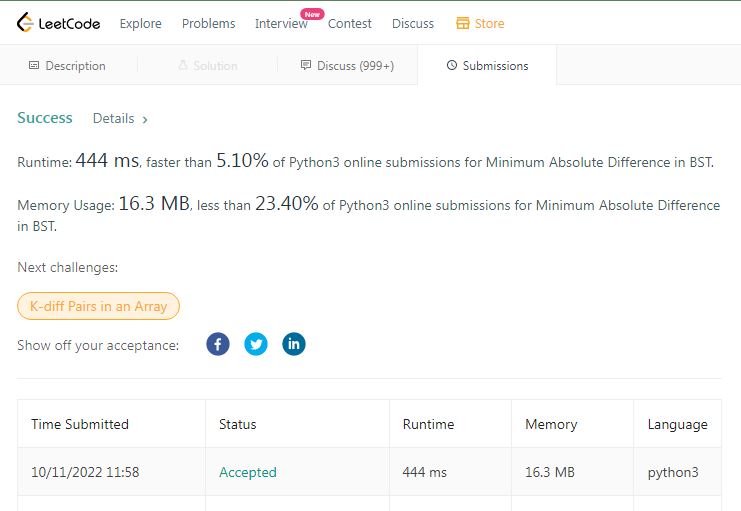 LeetCode Explore Problems Interview New Contest Discuss Store
Description Solution Discuss (999+) Submissions
Success Details >
Runtime: 444 ms, faster than 5.10% of Python3 online submissions for Minimum Absolute Difference in BST.
Memory Usage: 16.3 MB, less than 23.40% of Python3 online submissions for Minimum Absolute Difference
in BST.
Next challenges:
K-diff Pairs in an Array
Show off your acceptance:
Time Submitted Status Runtime Memory Language
10/11/2022 11:58 Accepted 444 ms 16.3 MB python3